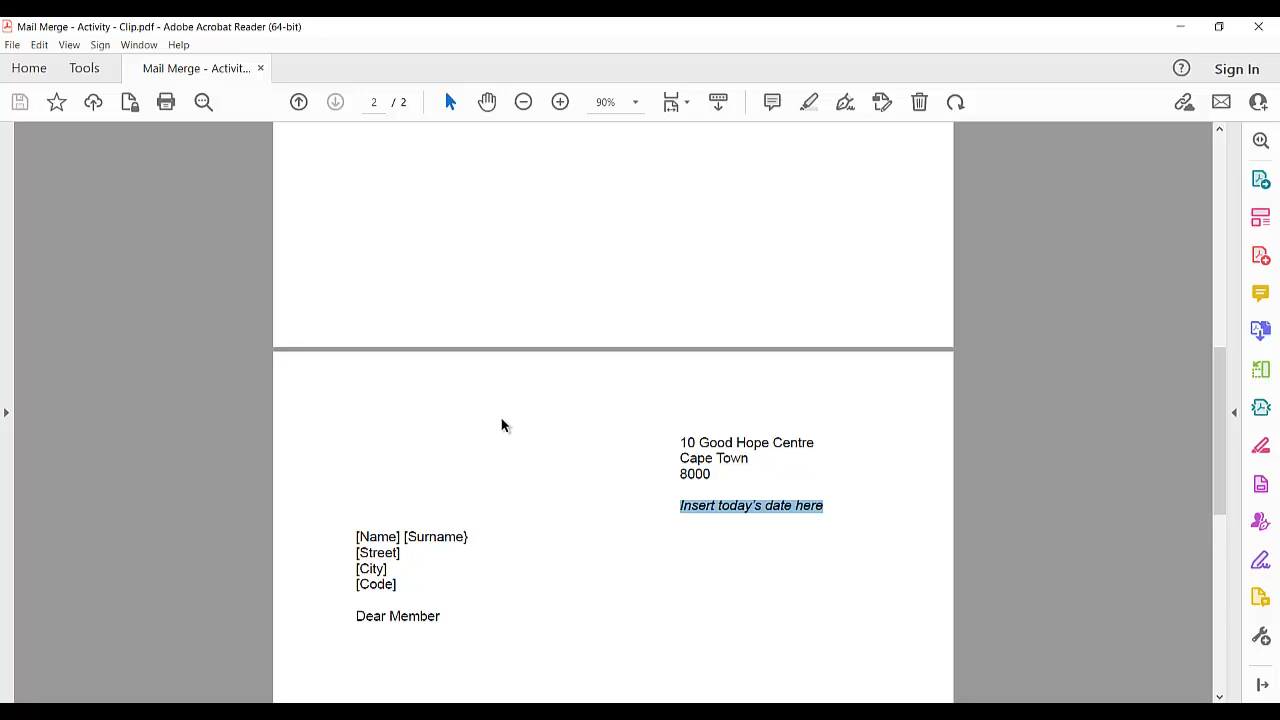 Mail Merge - Activity - Clip.pdf - Adobe Acrobat Reader (64-bit)
File Edit View Sign Window Help
Home Tools Mail Merge - Activit... × Sign In
2 / 2 90%
10 Good Hope Centre
Cape Town
8000
Insert today's date here
[Name] [Surname}
[Street]
[City]
[Code]
Dear Member